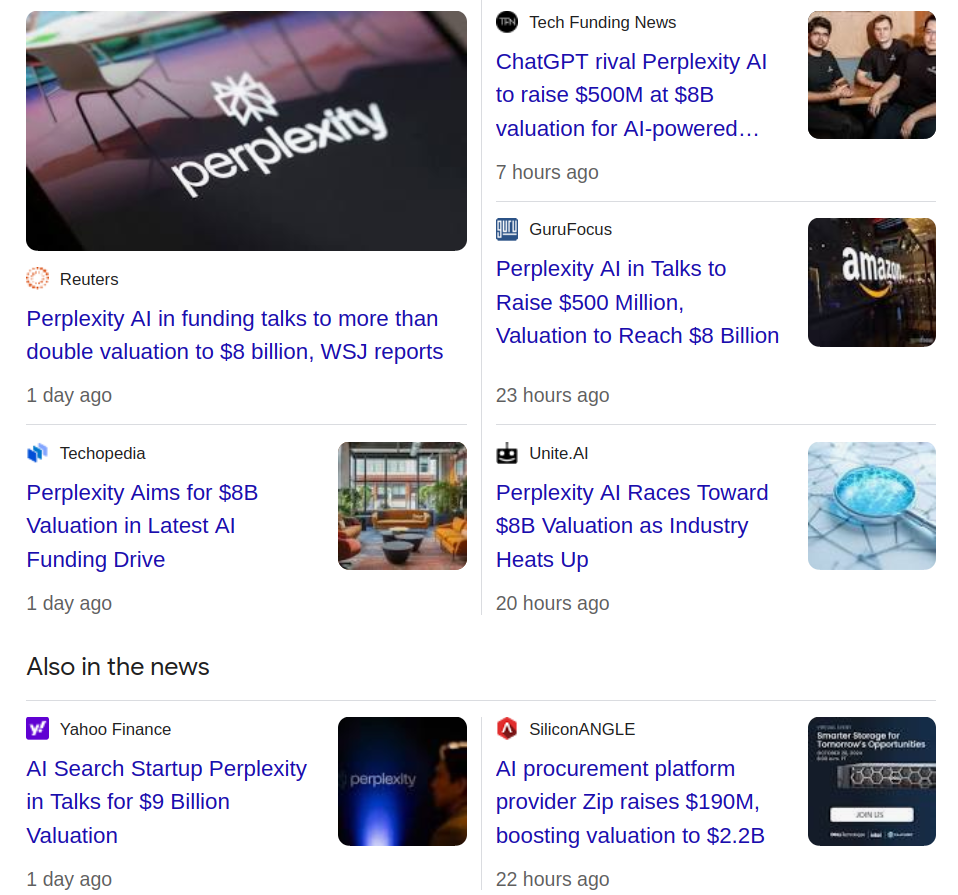 perplexity
Reuters
Perplexity AI in funding talks to more than
double valuation to $8 billion, WSJ reports
1 day ago
TFN
Tech Funding News
ChatGPT rival Perplexity AI
to raise $500M at $8B
valuation for AI-powered…
7 hours ago
guru
GuruFocus
Perplexity AI in Talks to
Raise $500 Million,
Valuation to Reach $8 Billion
amazon
23 hours ago
Techopedia
Perplexity Aims for $8B
Valuation in Latest AI
Funding Drive
1 day ago
Unite.AI
Perplexity AI Races Toward
$8B Valuation as Industry
Heats Up
20 hours ago
Also in the news
y!
Yahoo Finance
AI Search Startup Perplexity
in Talks for $9 Billion
Valuation
perplexity
1 day ago
SiliconANGLE
AI procurement platform
provider Zip raises $190M,
boosting valuation to $2.2B
Smarter Storage for
Tomorrow's Opportunities
JOIN US
intel
22 hours ago